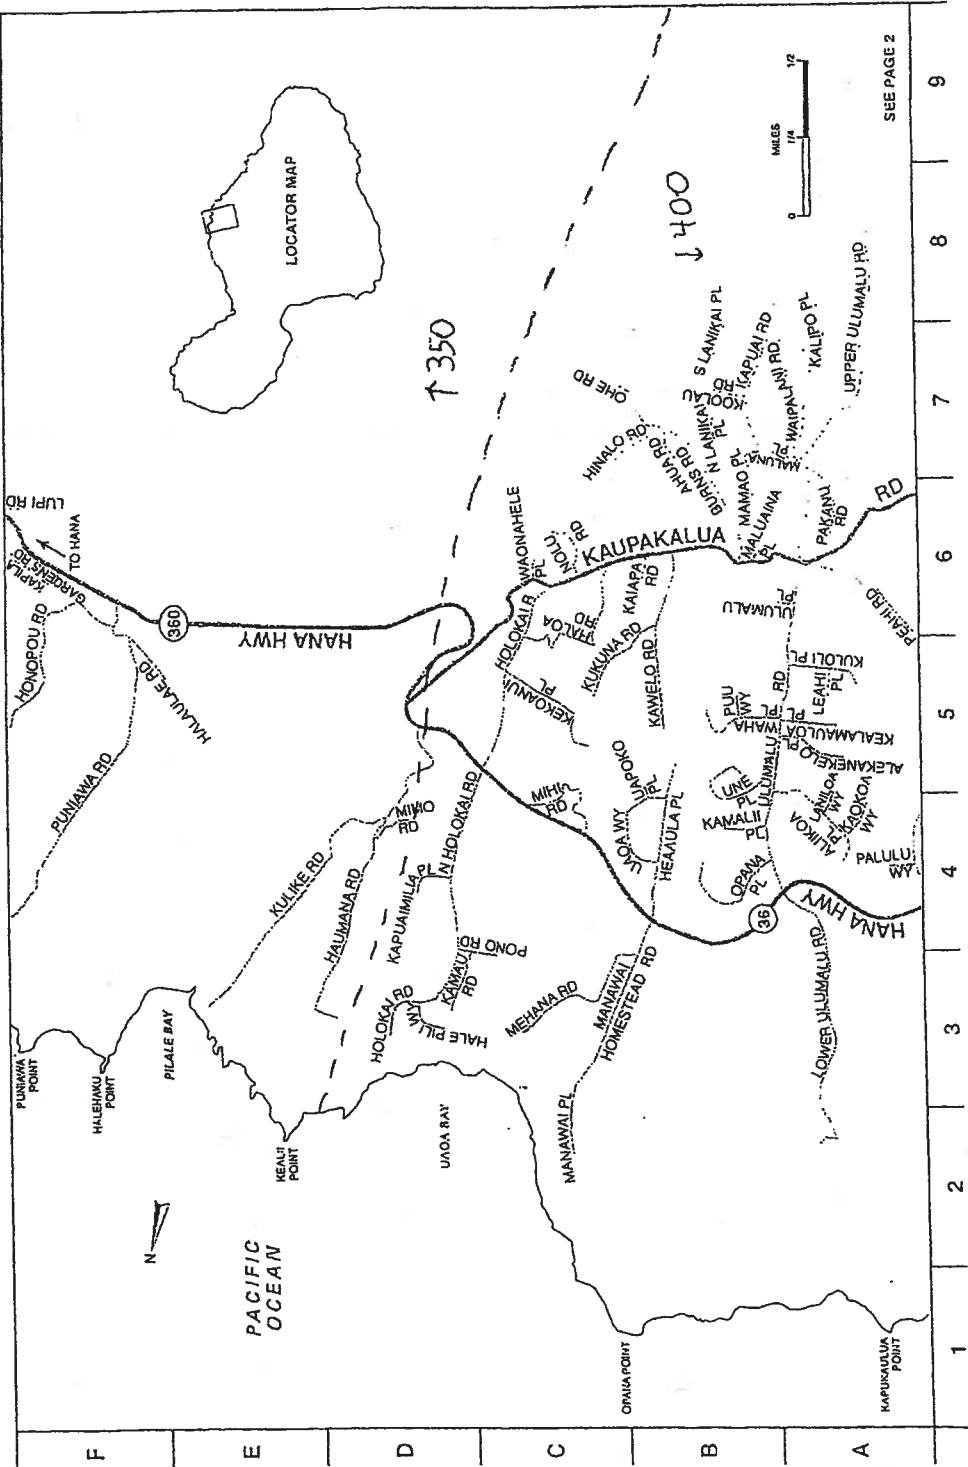 LUPI RD
TO HANA
KAPILA
GARDENS RD
360
HANA HWY
HONOPOU RD
HALAULAE RD
PUNIAWA RD
KULIKE RD
HAUMANA RD
PUNIAWA
POINT
HALEHAKU
POINT
PILALE BAY
KEALII
POINT
N
PACIFIC
OCEAN
LOCATOR MAP
↑ 350
↓ 400
MILES
0 1/4 1/2
SEE PAGE 2
KAPUAIMILIA PL
N HOLOKAI RD
HOLOKAI RD
HALE PILI WY
KAMAU
RD
PONO RD
UAOA BAY
WAONAHELE
PL
NOLU
RD
KAUPAKALUA
RD
HOLOKAI R
HALOA
RD
KEKOANUI
PL
KUKUNA RD
KAIAPA
RD
KAWELO RD
OHE RD
HINALO RD
AHUA RD
BURNS RD
N LANIKAI
PL
S LANIKAI PL
KOOLAU
RD
KAPUAI RD
MAMAO PL
MALUAINA
PL
MALUNA
PL
WAIPALANI RD.
KALIPO PL
UPPER ULUMALU RD
PAKANU
RD
PEAHI RD
ULUMALU
PL
KULOLI PL
LEAHI
PL
PUU
WY
WAHA
PL
KEALAMAULOA
PL
ALEKANEKELO
PL
ULUMALU
RD
UNE
PL
KAMALII
PL
OPANA
PL
LANILOA
WY
KAOKOA
WY
ALIIKOA
PL
PALULU
WY
UAPOKO
PL
UAOA WY
HEAAULA PL
MEHANA RD
MANAWAI
HOMESTEAD RD
MANAWAI PL
36
HANA HWY
LOWER ULUMALU RD
OPANA POINT
KAPUKAULUA
POINT
F
E
D
C
B
A
1
2
3
4
5
6
7
8
9